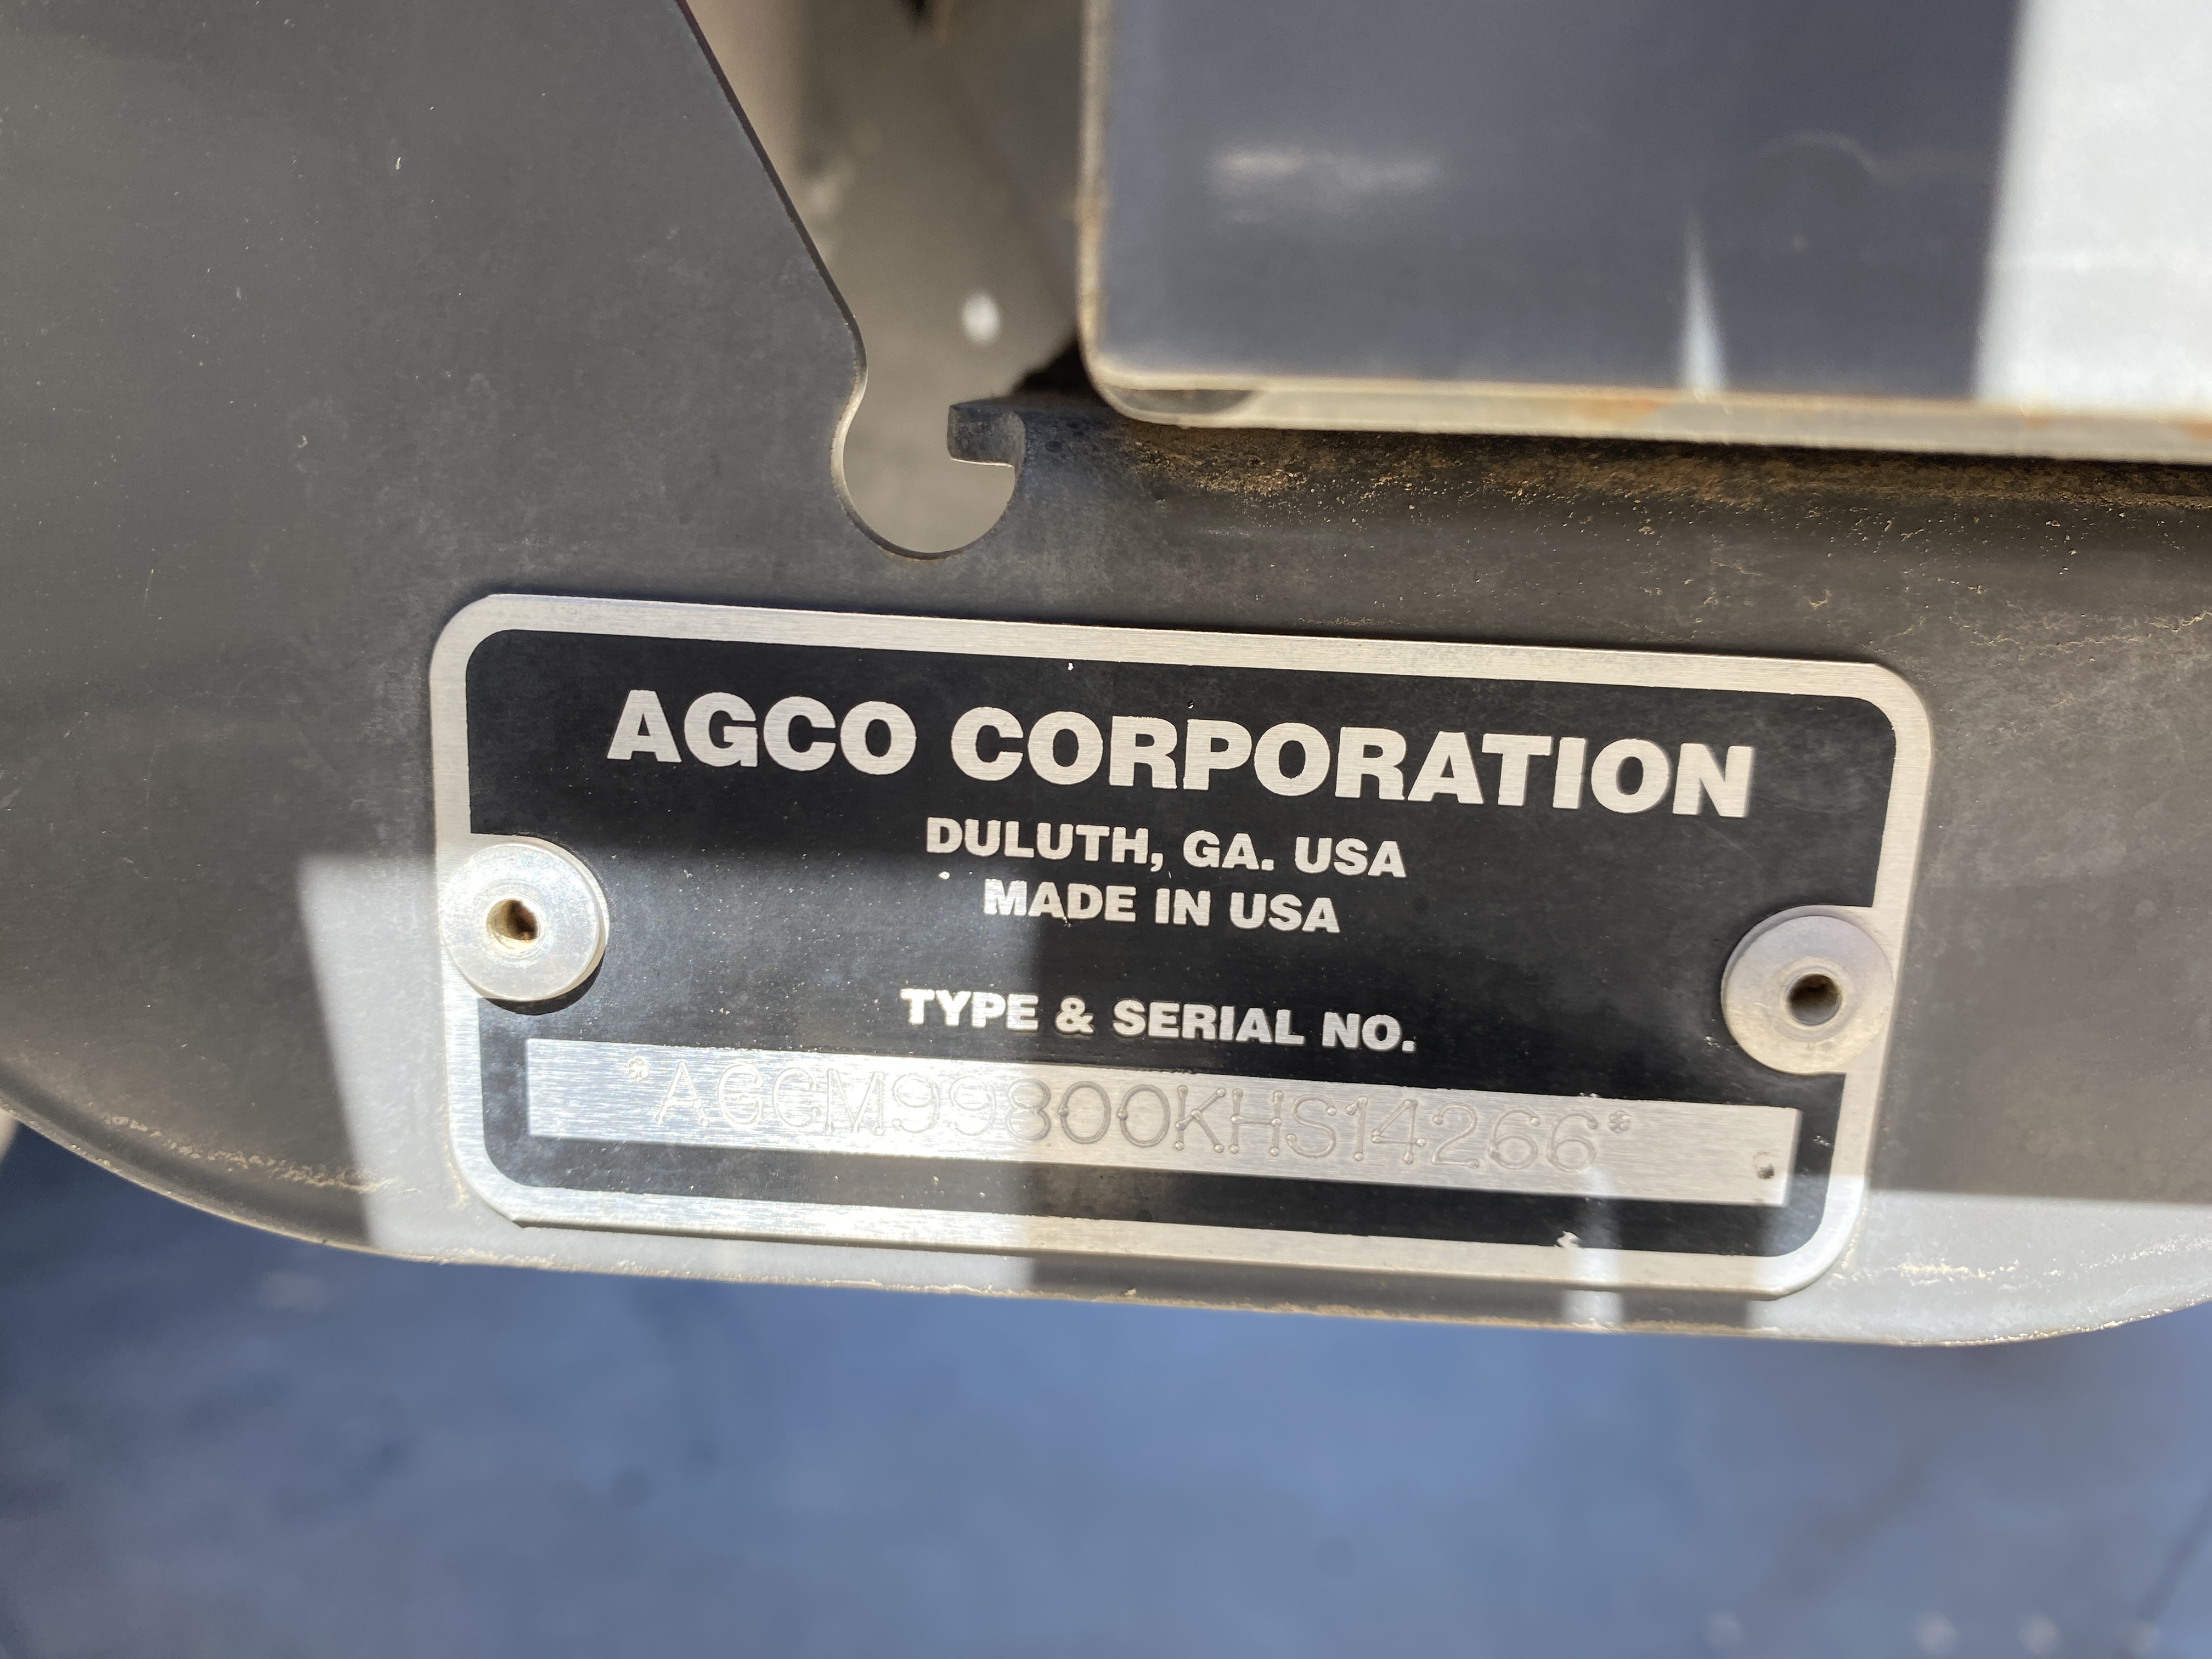 AGCO CORPORATION
DULUTH, GA. USA
MADE IN USA
TYPE & SERIAL NO.
*AGCM99800KHS14266*